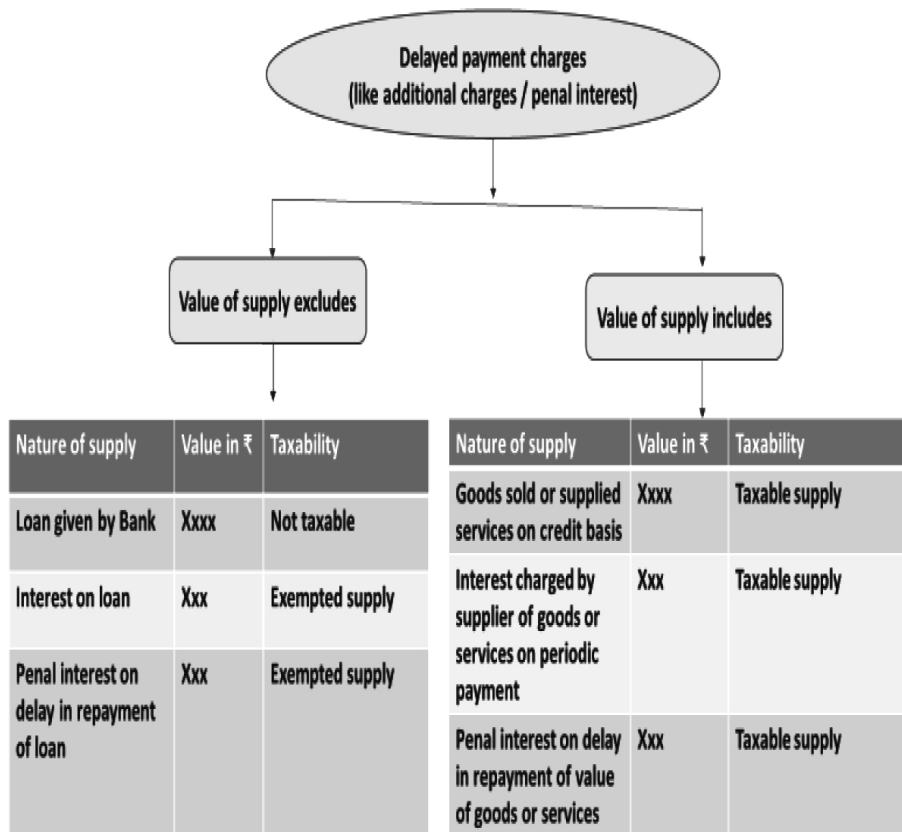 Delayed payment charges
(like additional charges / penal interest)
Value of supply excludes
Value of supply includes
Nature of supply Value in ₹ Taxability
Loan given by Bank Xxxx Not taxable
Interest on loan Xxx Exempted supply
Penal interest on Xxx Exempted supply
delay in repayment
of loan
Nature of supply Value in ₹ Taxability
Goods sold or supplied Xxxx Taxable supply
services on credit basis
Interest charged by Xxx Taxable supply
supplier of goods or
services on periodic
payment
Penal interest on delay Xxx Taxable supply
in repayment of value
of goods or services